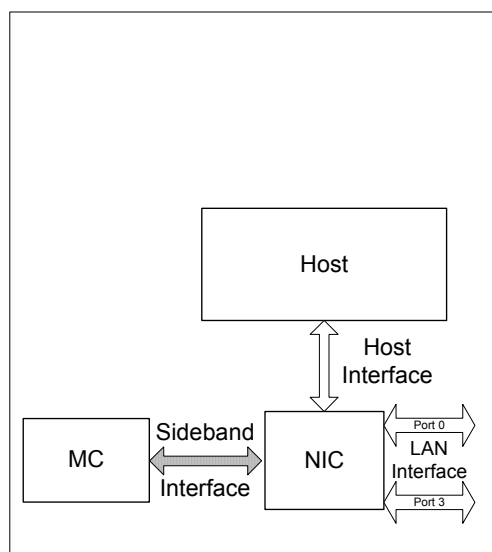 Host
Host
Interface
Sideband
Interface
MC
NIC
Port 0
LAN
Interface
Port 3